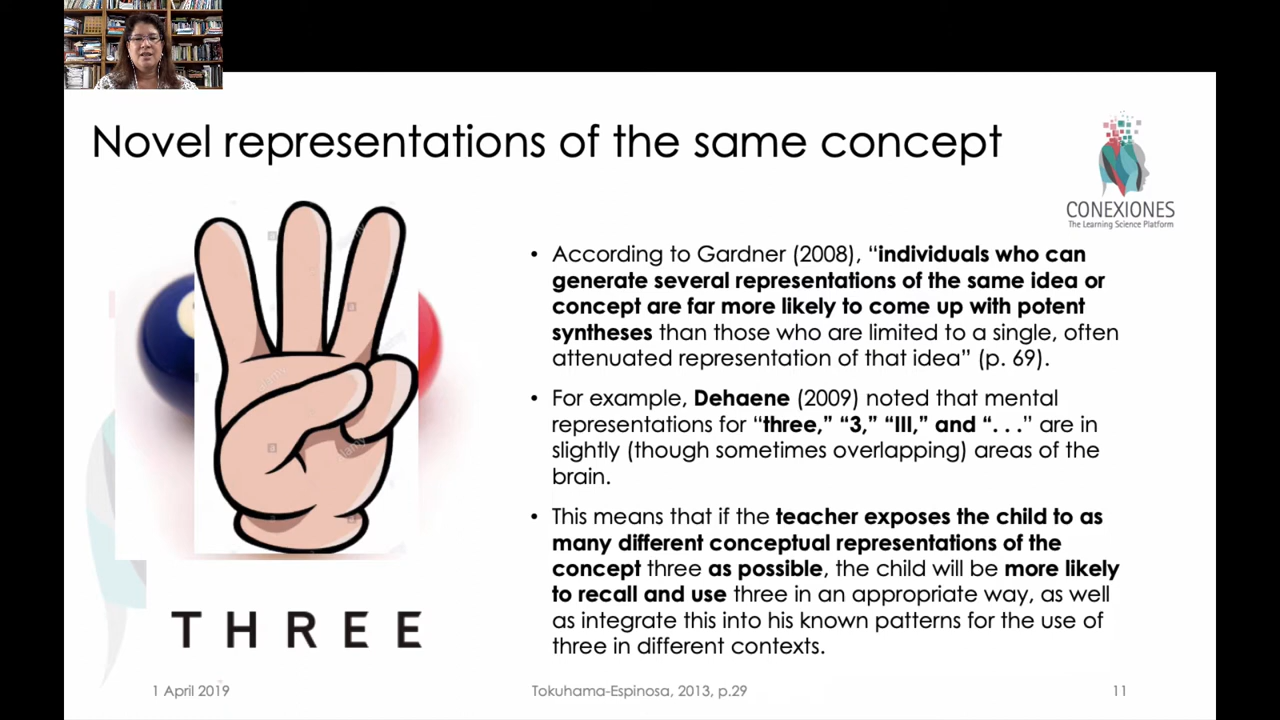 Novel representations of the same concept
CONEXIONES
The Learning Science Platform
• According to Gardner (2008), “individuals who can
generate several representations of the same idea or
concept are far more likely to come up with potent
syntheses than those who are limited to a single, often
attenuated representation of that idea” (p. 69).
• For example, Dehaene (2009) noted that mental
representations for “three,” “3,” “III,” and “. . .” are in
slightly (though sometimes overlapping) areas of the
brain.
• This means that if the teacher exposes the child to as
many different conceptual representations of the
concept three as possible, the child will be more likely
to recall and use three in an appropriate way, as well
as integrate this into his known patterns for the use of
three in different contexts.
THREE
1 April 2019
Tokuhama-Espinosa, 2013, p.29
11